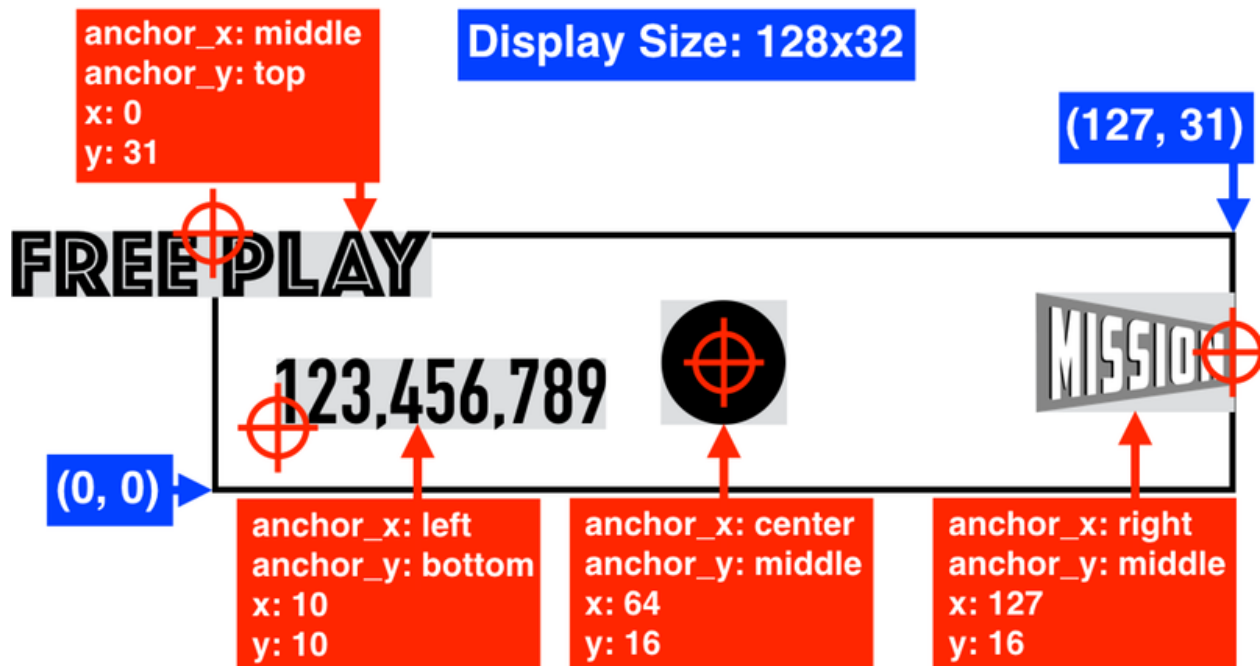 anchor_x: middle
anchor_y: top
x: 0
y: 31
Display Size: 128x32
(127, 31)
FREE PLAY
MISSION
123,456,789
(0, 0)
anchor_x: left
anchor_y: bottom
x: 10
y: 10
anchor_x: center
anchor_y: middle
x: 64
y: 16
anchor_x: right
anchor_y: middle
x: 127
y: 16